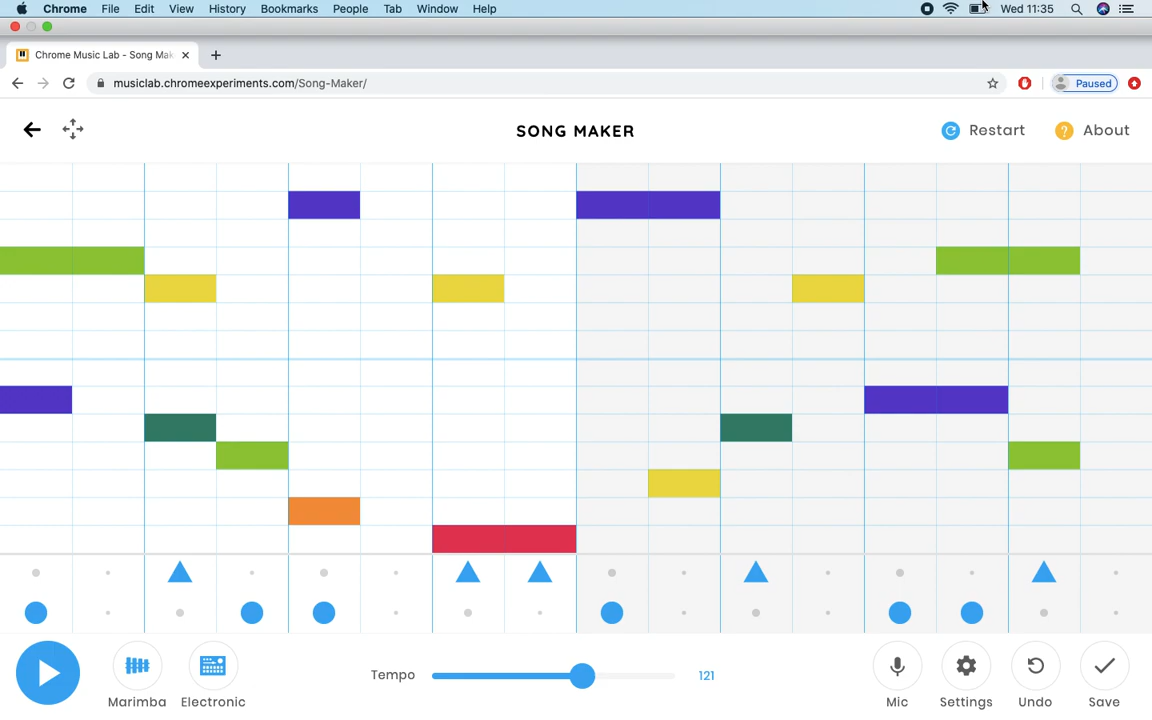 Chrome File Edit View History Bookmarks People Tab Window Help Wed 11:35
Chrome Music Lab - Song Mak
musiclab.chromeexperiments.com/Song-Maker/ Paused
SONG MAKER Restart ? About
Tempo 121
Marimba Electronic Mic Settings Undo Save